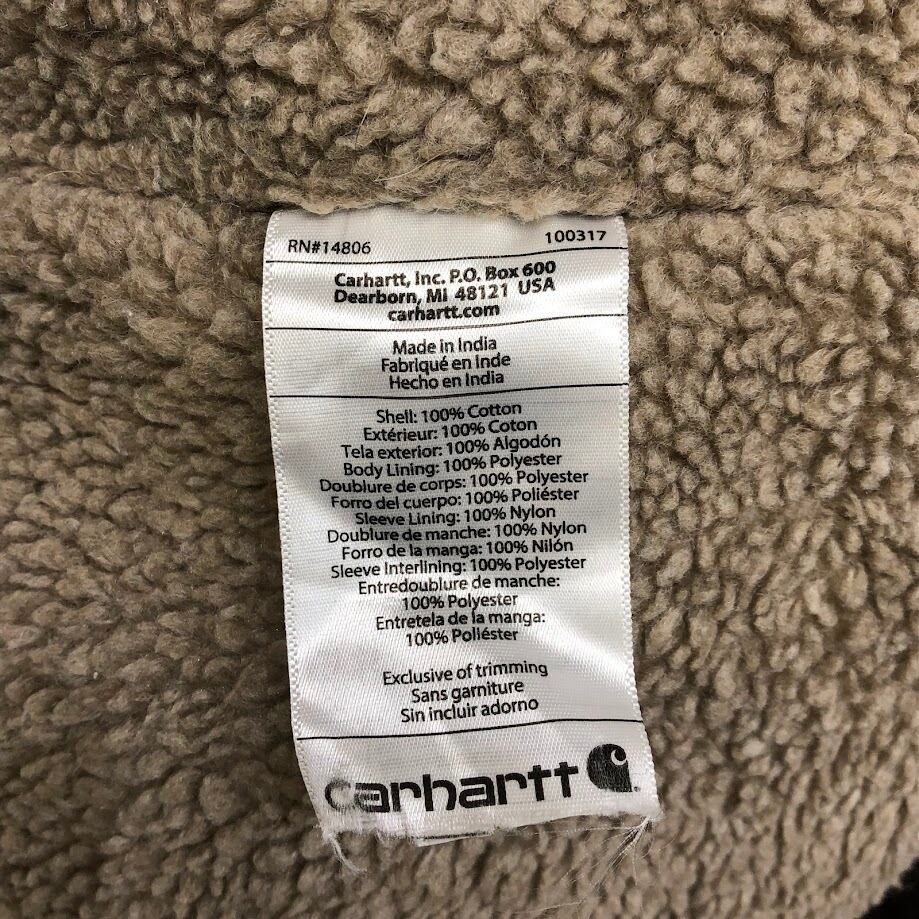 RN#14806 100317
Carhartt, Inc. P.O. Box 600
Dearborn, MI 48121 USA
carhartt.com
Made in India
Fabriqué en Inde
Hecho en India
Shell: 100% Cotton
Extérieur: 100% Coton
Tela exterior: 100% Algodón
Body Lining: 100% Polyester
Doublure de corps: 100% Polyester
Forro del cuerpo: 100% Poliéster
Sleeve Lining: 100% Nylon
Doublure de manche: 100% Nylon
Forro de la manga: 100% Nilón
Sleeve Interlining: 100% Polyester
Entredoublure de manche:
100% Polyester
Entretela de la manga:
100% Poliéster
Exclusive of trimming
Sans garniture
Sin incluir adorno
carhartt